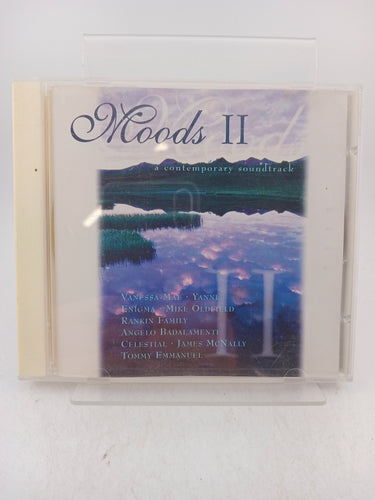 Moods II
a contemporary soundtrack
Vanessa-Mae · Yanni
Enigma · Mike Oldfield
Rankin Family
Angelo Badalamenti
Celestial · James McNally
Tommy Emmanuel
II